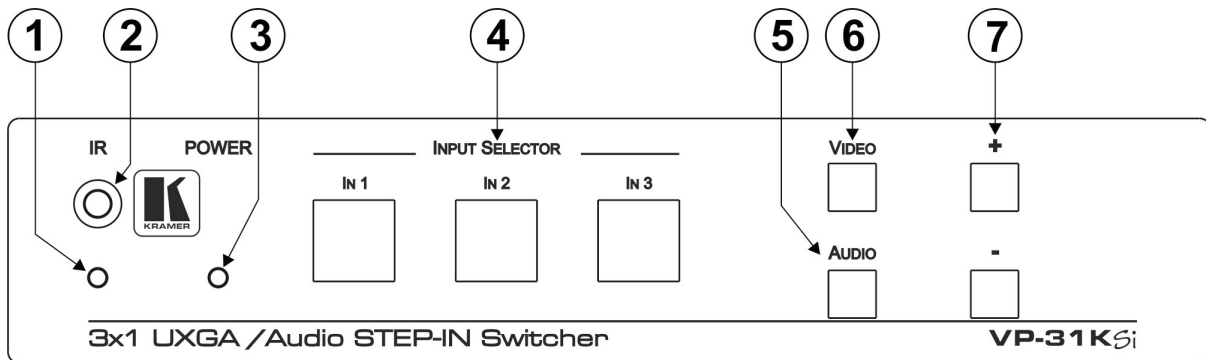 1 2 3 4 5 6 7
IR POWER INPUT SELECTOR VIDEO +
IN 1 IN 2 IN 3
K
KRAMER
AUDIO -
3x1 UXGA /Audio STEP-IN Switcher VP-31KSi